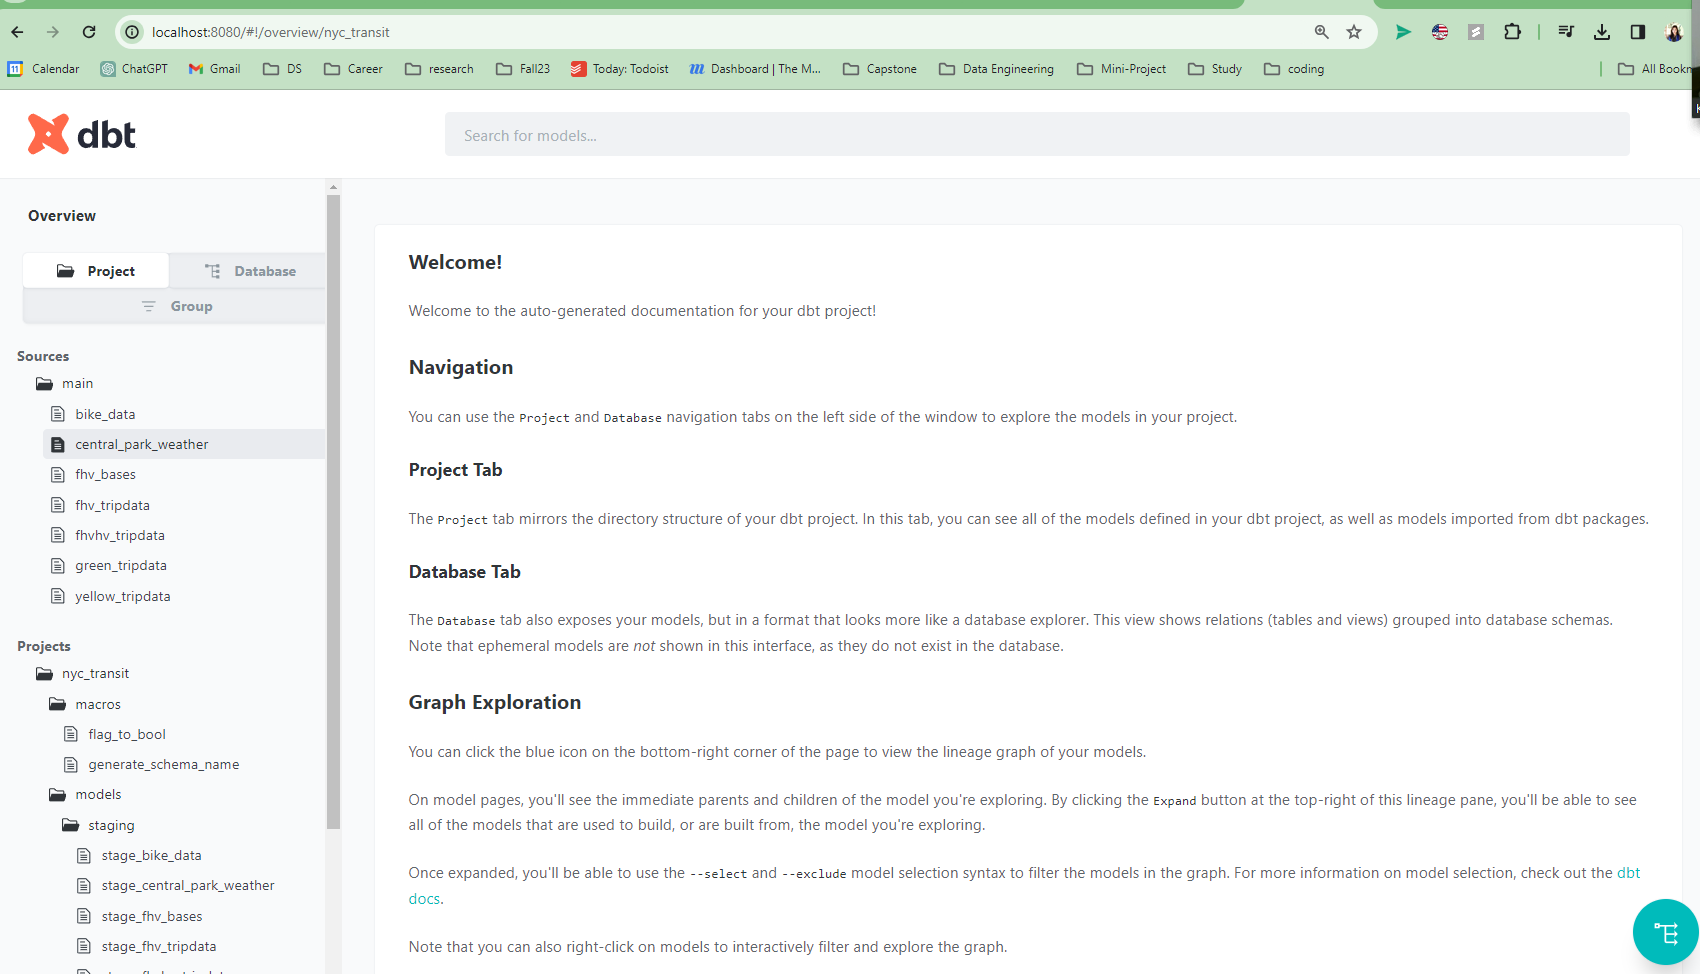 localhost:8080/#!/overview/nyc_transit
11 Calendar ChatGPT Gmail DS Career research Fall23 Today: Todoist Dashboard | The M... Capstone Data Engineering Mini-Project Study coding All Bookm
dbt
Search for models...
Overview
Project Database
Group
Sources
main
bike_data
central_park_weather
fhv_bases
fhv_tripdata
fhvhv_tripdata
green_tripdata
yellow_tripdata
Projects
nyc_transit
macros
flag_to_bool
generate_schema_name
models
staging
stage_bike_data
stage_central_park_weather
stage_fhv_bases
stage_fhv_tripdata
Welcome!
Welcome to the auto-generated documentation for your dbt project!
Navigation
You can use the Project and Database navigation tabs on the left side of the window to explore the models in your project.
Project Tab
The Project tab mirrors the directory structure of your dbt project. In this tab, you can see all of the models defined in your dbt project, as well as models imported from dbt packages.
Database Tab
The Database tab also exposes your models, but in a format that looks more like a database explorer. This view shows relations (tables and views) grouped into database schemas.
Note that ephemeral models are not shown in this interface, as they do not exist in the database.
Graph Exploration
You can click the blue icon on the bottom-right corner of the page to view the lineage graph of your models.
On model pages, you'll see the immediate parents and children of the model you're exploring. By clicking the Expand button at the top-right of this lineage pane, you'll be able to see
all of the models that are used to build, or are built from, the model you're exploring.
Once expanded, you'll be able to use the --select and --exclude model selection syntax to filter the models in the graph. For more information on model selection, check out the dbt
docs.
Note that you can also right-click on models to interactively filter and explore the graph.